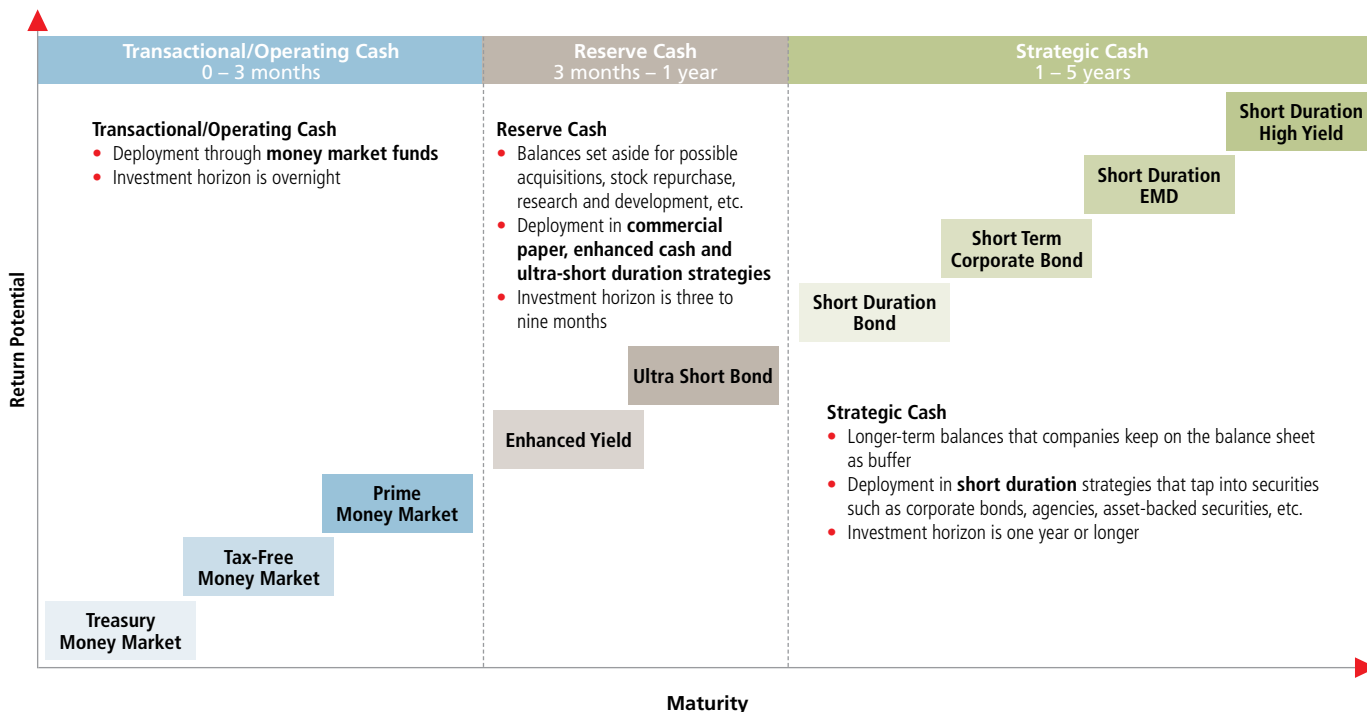 Transactional/Operating Cash
0 – 3 months
Reserve Cash
3 months – 1 year
Strategic Cash
1 – 5 years
Transactional/Operating Cash
• Deployment through money market funds
• Investment horizon is overnight
Reserve Cash
• Balances set aside for possible
acquisitions, stock repurchase,
research and development, etc.
• Deployment in commercial
paper, enhanced cash and
ultra-short duration strategies
• Investment horizon is three to
nine months
Short Duration
High Yield
Short Duration
EMD
Short Term
Corporate Bond
Short Duration
Bond
Ultra Short Bond
Enhanced Yield
Prime
Money Market
Tax-Free
Money Market
Treasury
Money Market
Strategic Cash
• Longer-term balances that companies keep on the balance sheet
as buffer
• Deployment in short duration strategies that tap into securities
such as corporate bonds, agencies, asset-backed securities, etc.
• Investment horizon is one year or longer
Return Potential
Maturity